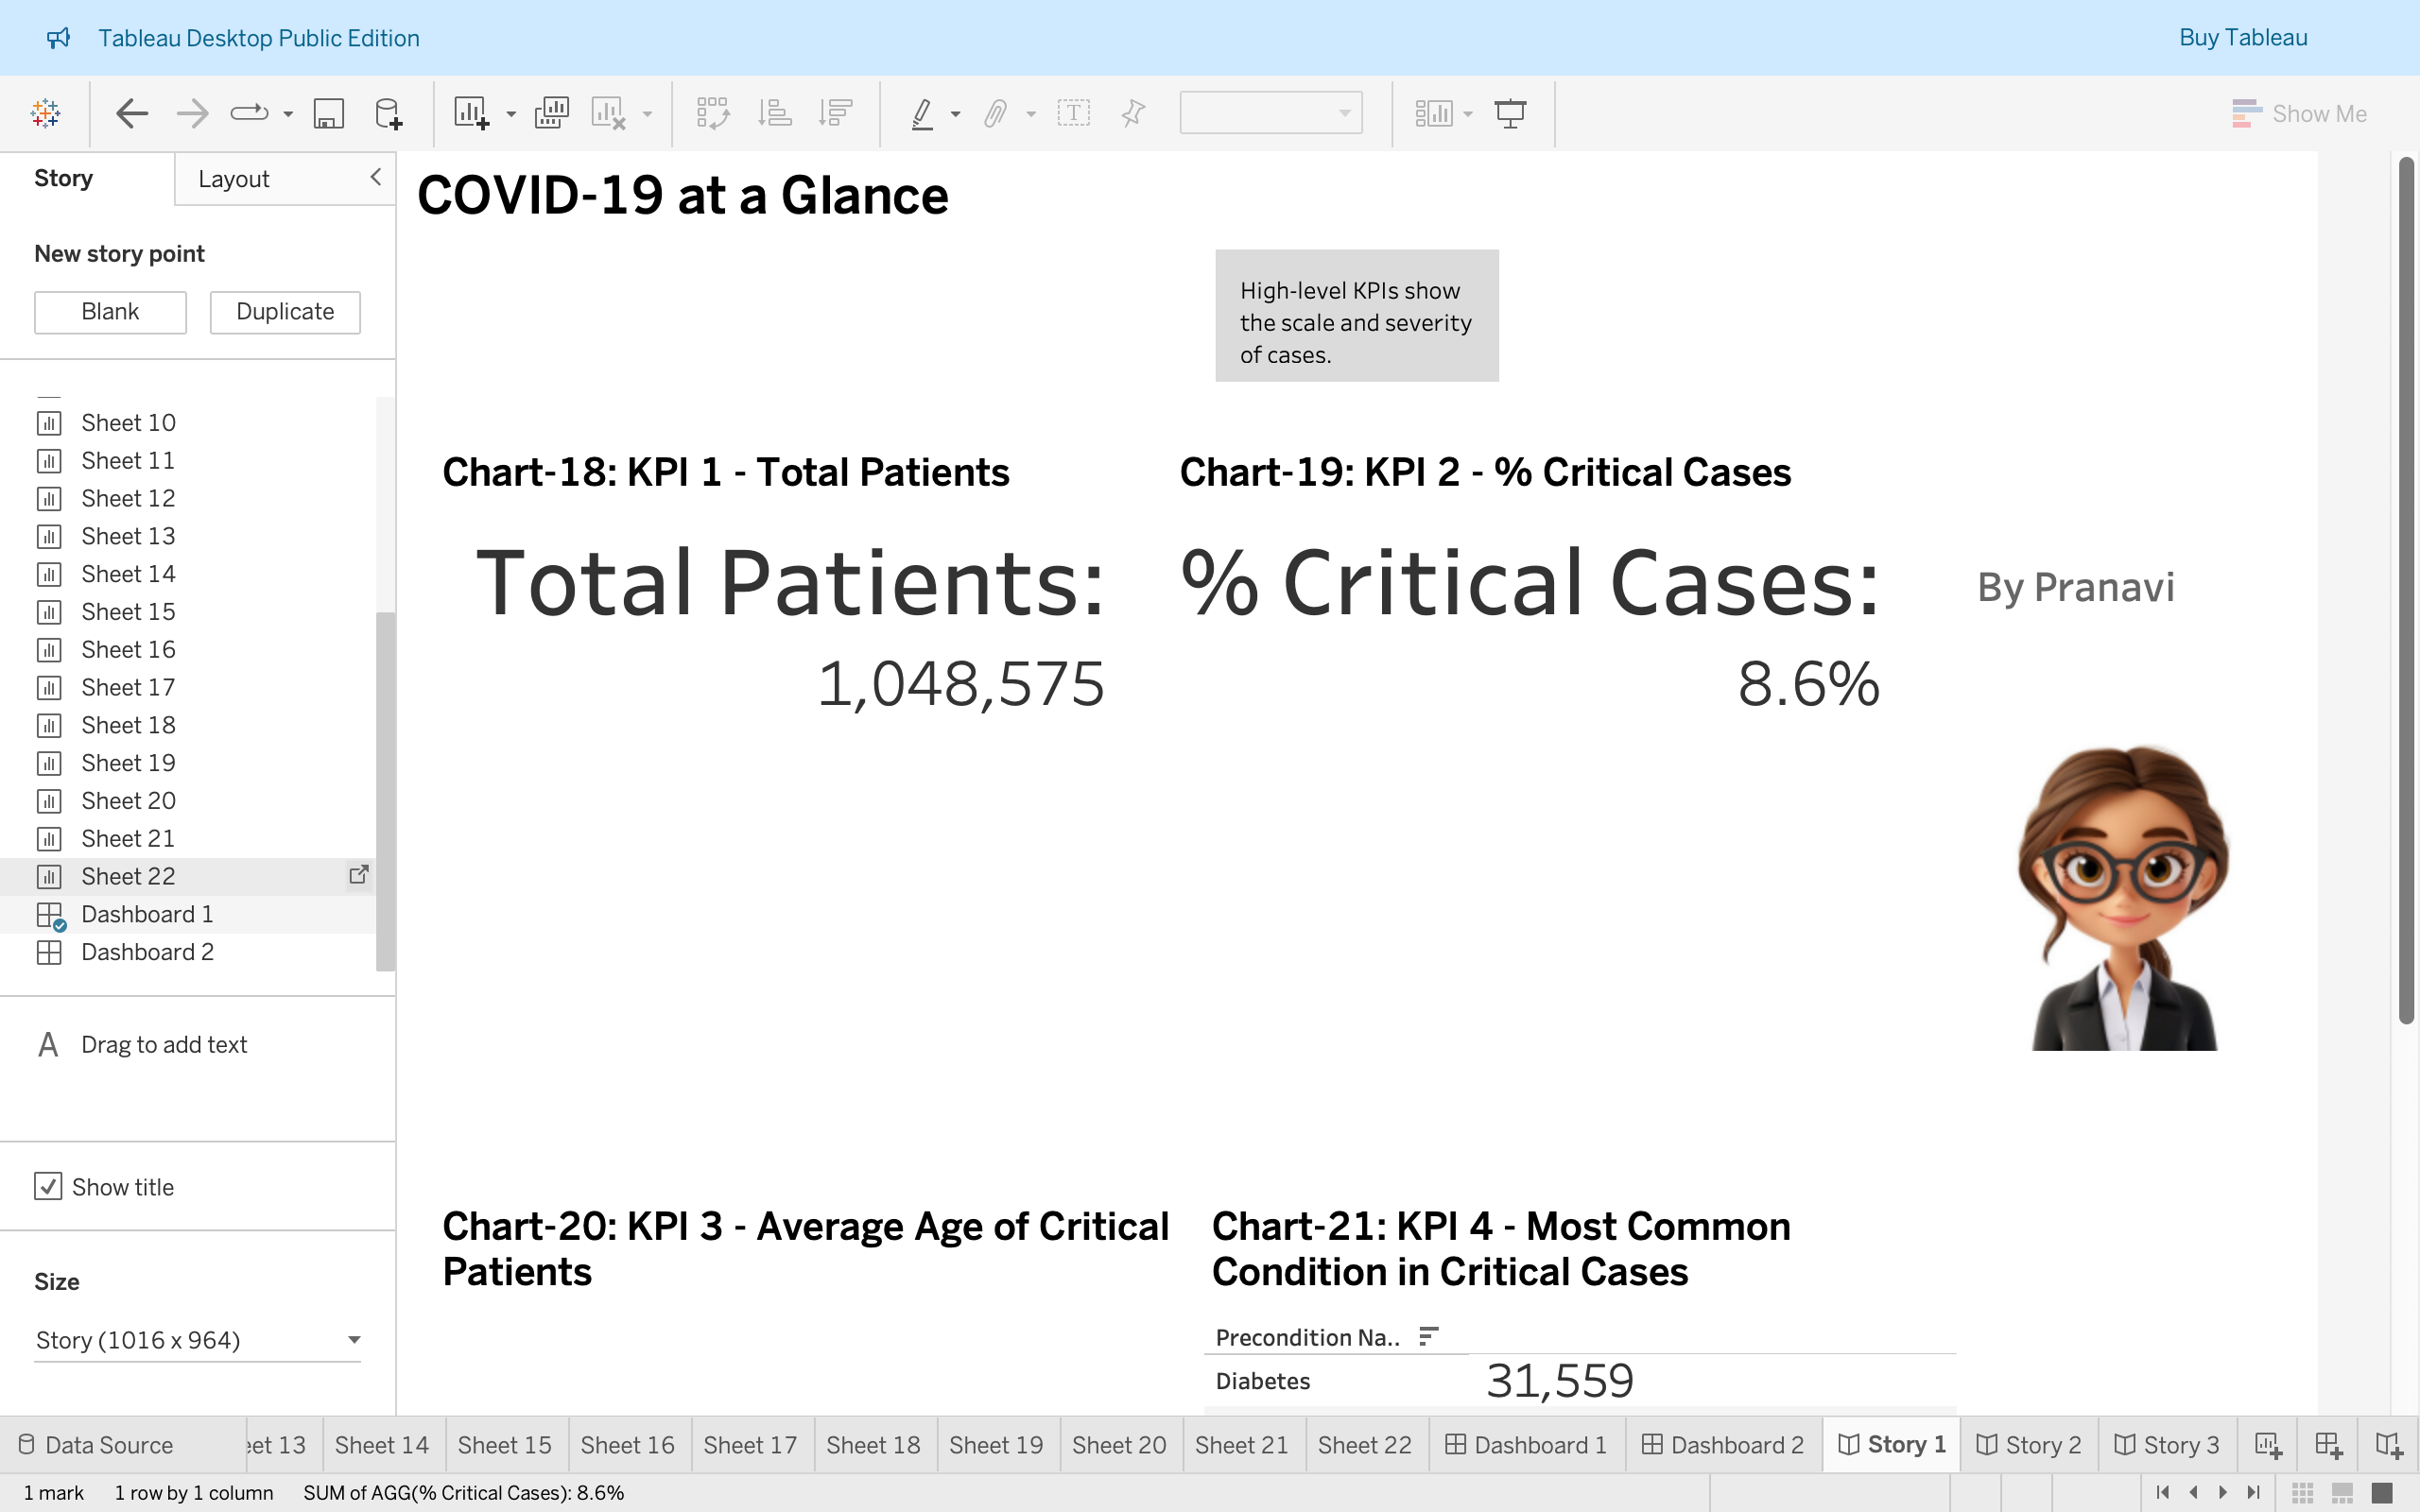 Tableau Desktop Public Edition
Buy Tableau
Show Me
Story
Layout
New story point
Blank
Duplicate
Sheet 10
Sheet 11
Sheet 12
Sheet 13
Sheet 14
Sheet 15
Sheet 16
Sheet 17
Sheet 18
Sheet 19
Sheet 20
Sheet 21
Sheet 22
Dashboard 1
Dashboard 2
A Drag to add text
Show title
Size
Story (1016 x 964)
COVID-19 at a Glance
High-level KPIs show
the scale and severity
of cases.
Chart-18: KPI 1 - Total Patients
Total Patients:
1,048,575
Chart-19: KPI 2 - % Critical Cases
% Critical Cases:
8.6%
By Pranavi
Chart-20: KPI 3 - Average Age of Critical
Patients
Chart-21: KPI 4 - Most Common
Condition in Critical Cases
Precondition Na..
Diabetes 31,559
Data Source eet 13 Sheet 14 Sheet 15 Sheet 16 Sheet 17 Sheet 18 Sheet 19 Sheet 20 Sheet 21 Sheet 22 Dashboard 1 Dashboard 2 Story 1 Story 2 Story 3
1 mark 1 row by 1 column SUM of AGG(% Critical Cases): 8.6%